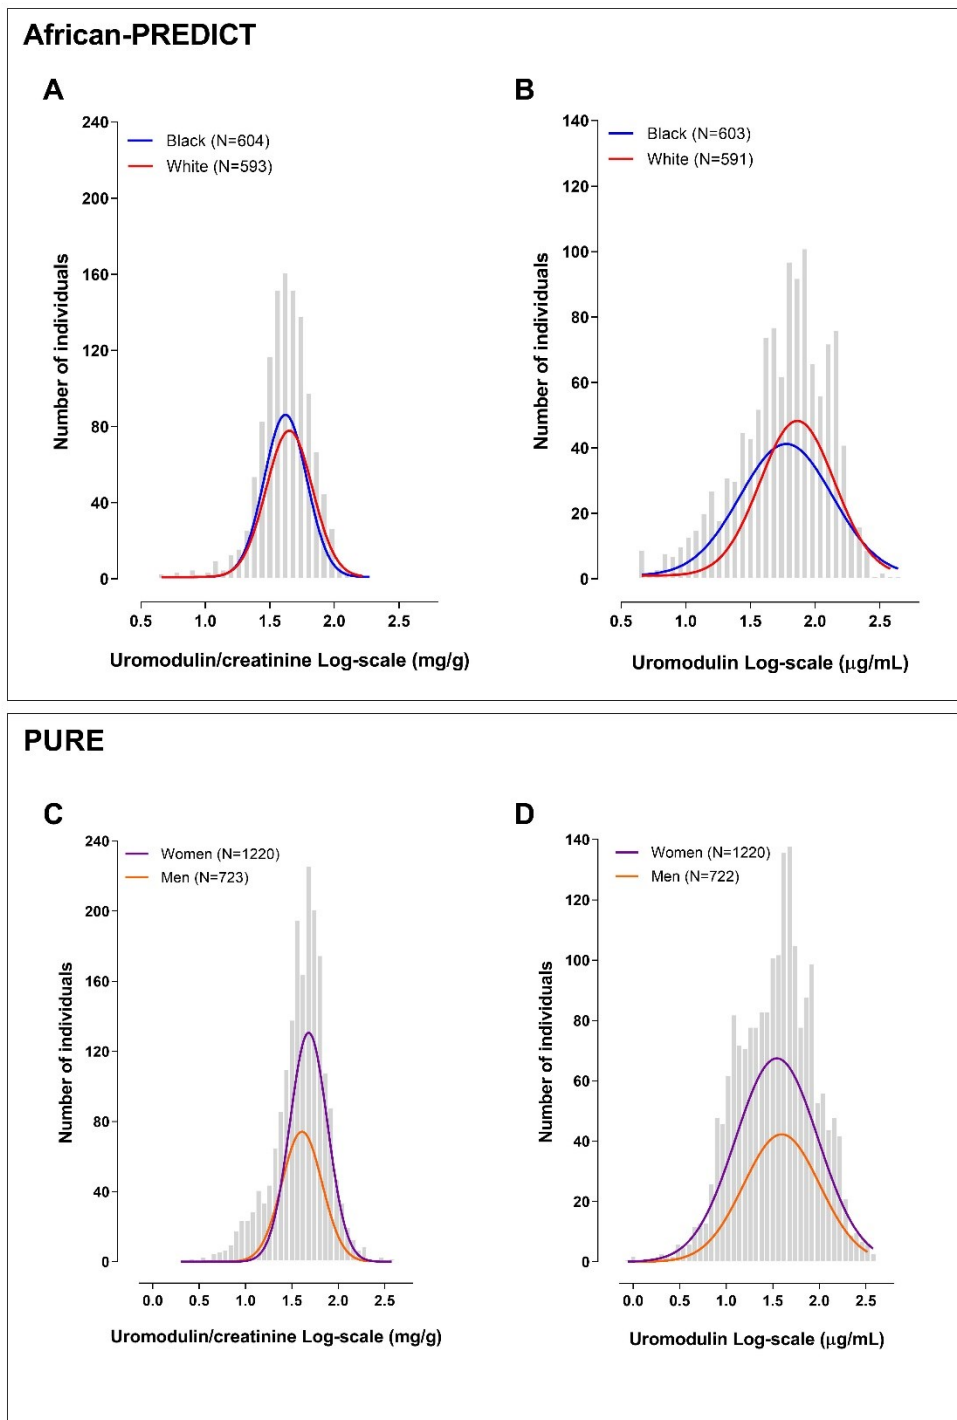 African-PREDICT
A
Black (N=604)
White (N=593)
Number of individuals
240
200
160
120
80
40
0
0.5 1.0 1.5 2.0 2.5
Uromodulin/creatinine Log-scale (mg/g)
B
Black (N=603)
White (N=591)
Number of individuals
140
120
100
80
60
40
20
0
0.5 1.0 1.5 2.0 2.5
Uromodulin Log-scale (μg/mL)
PURE
C
Women (N=1220)
Men (N=723)
Number of individuals
240
200
160
120
80
40
0
0.0 0.5 1.0 1.5 2.0 2.5
Uromodulin/creatinine Log-scale (mg/g)
D
Women (N=1220)
Men (N=722)
Number of individuals
140
120
100
80
60
40
20
0
0.0 0.5 1.0 1.5 2.0 2.5
Uromodulin Log-scale (μg/mL)